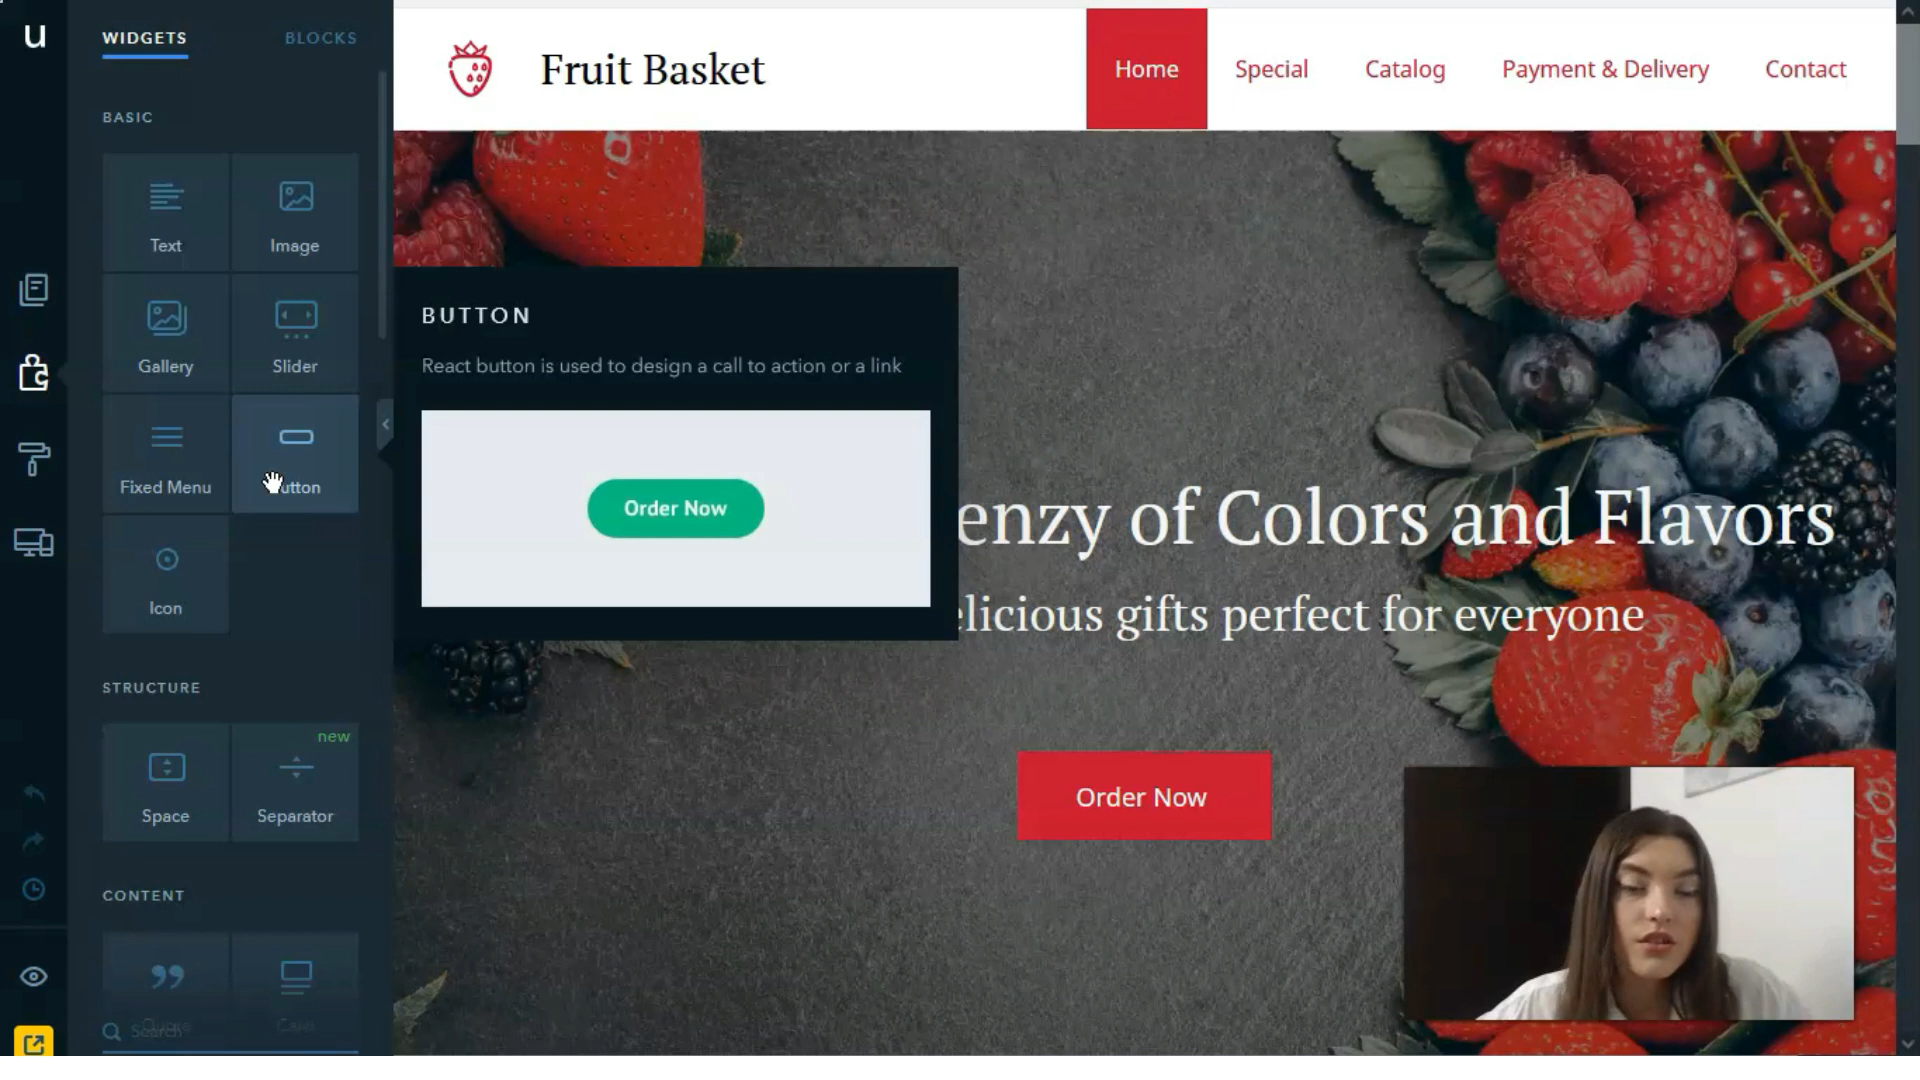 u
WIDGETS
BLOCKS
BASIC
Text
Image
Gallery
Slider
Fixed Menu
utton
Icon
STRUCTURE
new
Space
Separator
CONTENT
Search
Fruit Basket
Home
Special
Catalog
Payment & Delivery
Contact
BUTTON
React button is used to design a call to action or a link
Order Now
enzy of Colors and Flavors
elicious gifts perfect for everyone
Order Now